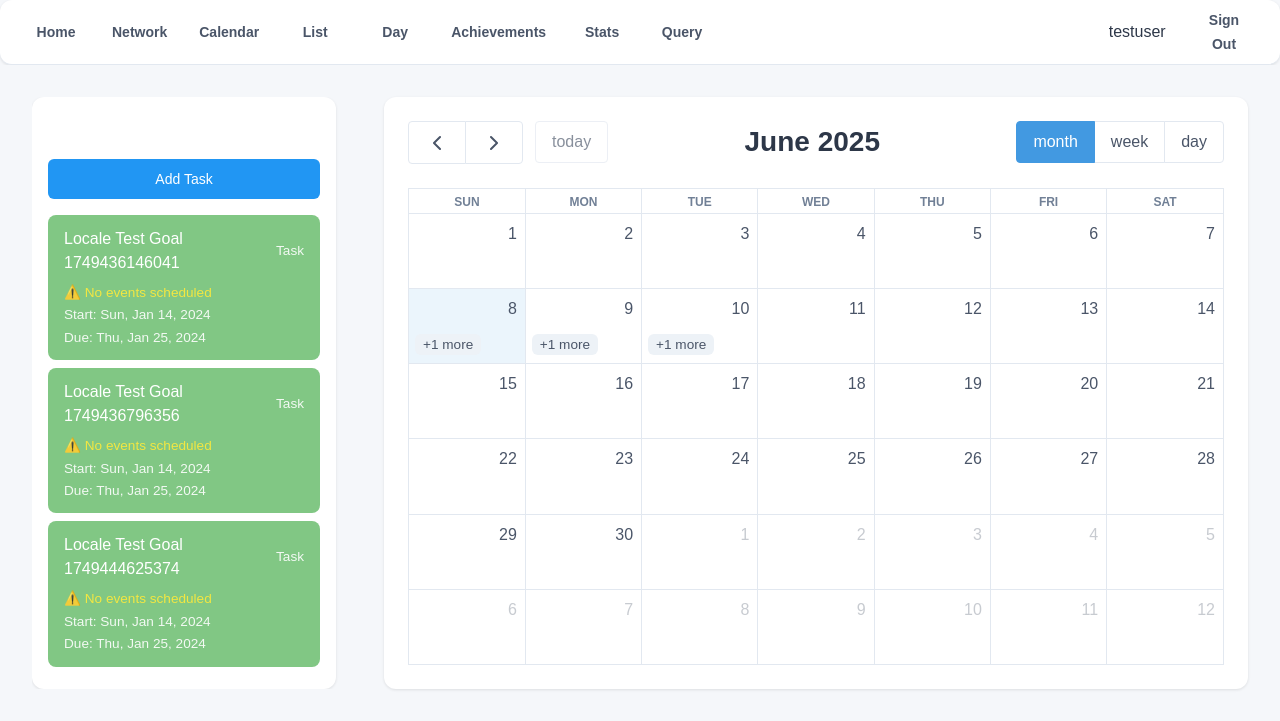 Home Network Calendar List Day Achievements Stats Query testuser Sign Out
Add Task
Locale Test Goal 1749436146041 Task
⚠️ No events scheduled
Start: Sun, Jan 14, 2024
Due: Thu, Jan 25, 2024
Locale Test Goal 1749436796356 Task
⚠️ No events scheduled
Start: Sun, Jan 14, 2024
Due: Thu, Jan 25, 2024
Locale Test Goal 1749444625374 Task
⚠️ No events scheduled
Start: Sun, Jan 14, 2024
Due: Thu, Jan 25, 2024
today June 2025 month week day
SUN MON TUE WED THU FRI SAT
1 2 3 4 5 6 7
8 9 10 11 12 13 14
+1 more +1 more +1 more
15 16 17 18 19 20 21
22 23 24 25 26 27 28
29 30 1 2 3 4 5
6 7 8 9 10 11 12